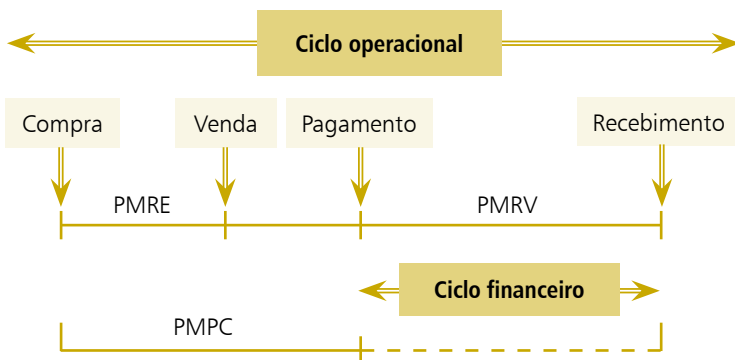 Ciclo operacional
Compra
Venda
Pagamento
Recebimento
PMRE
PMRV
Ciclo financeiro
PMPC